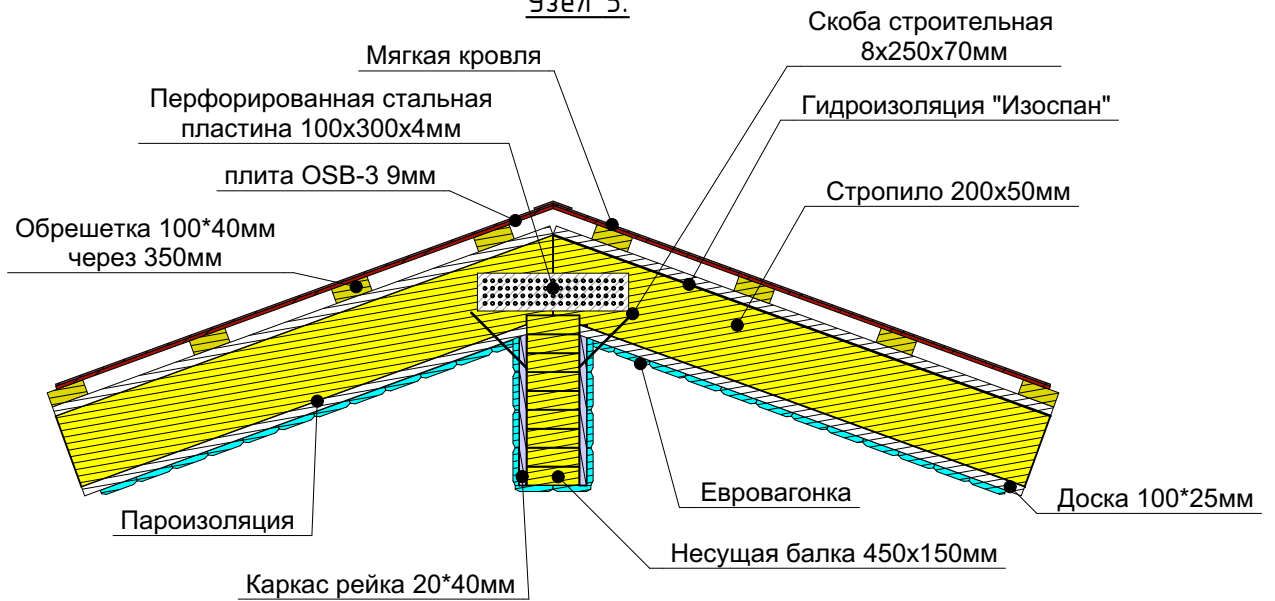 Узел 5.
Скоба строительная
8х250х70мм
Мягкая кровля
Перфорированная стальная
пластина 100х300х4мм
Гидроизоляция "Изоспан"
плита OSB-3 9мм
Стропило 200х50мм
Обрешетка 100*40мм
через 350мм
Евровагонка
Доска 100*25мм
Пароизоляция
Несущая балка 450х150мм
Каркас рейка 20*40мм